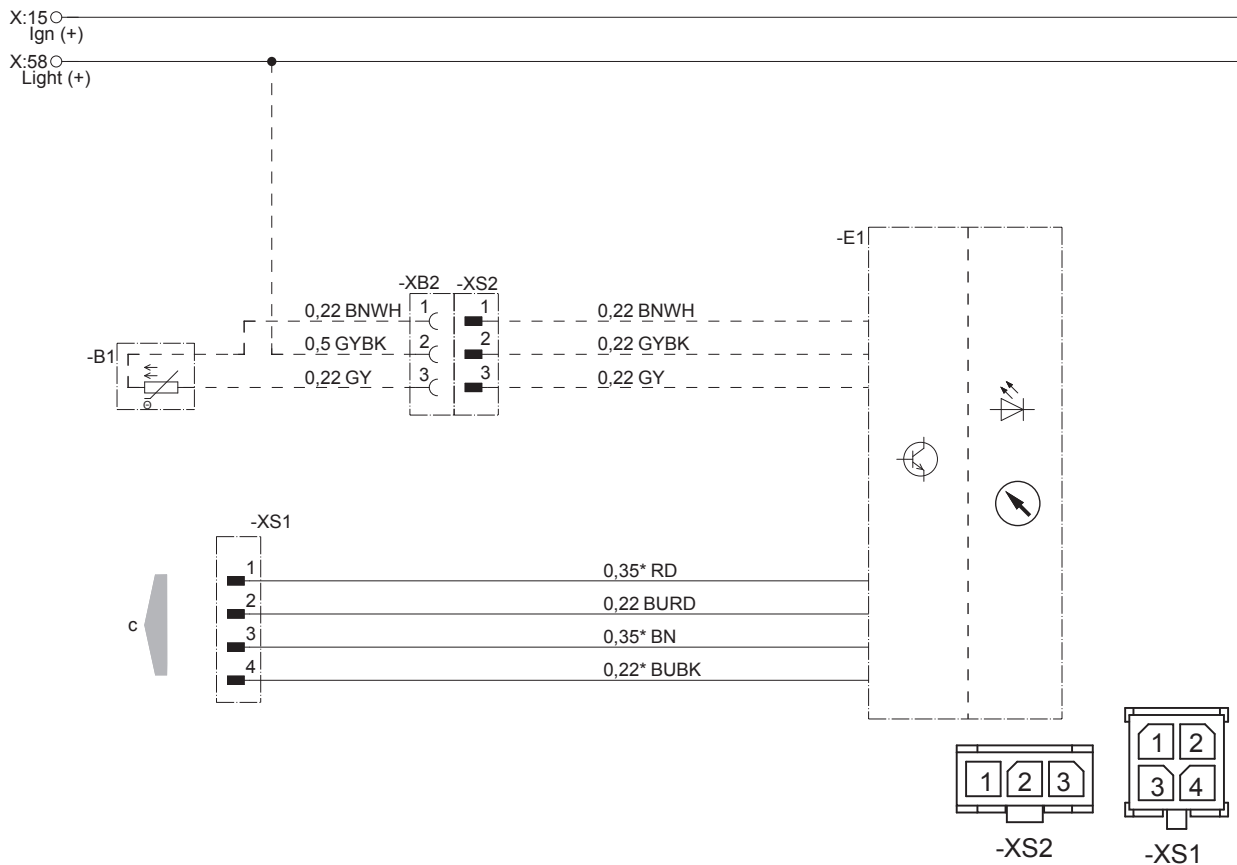 X:15
Ign (+)
X:58
Light (+)
-E1
-XB2 -XS2
0,22 BNWH 1 1 0,22 BNWH
-B1 0,5 GYBK 2 2 0,22 GYBK
0,22 GY 3 3 0,22 GY
Θ
-XS1
1 0,35* RD
2 0,22 BURD
c
3 0,35* BN
4 0,22* BUBK
1 2
1 2 3
3 4
-XS2
-XS1